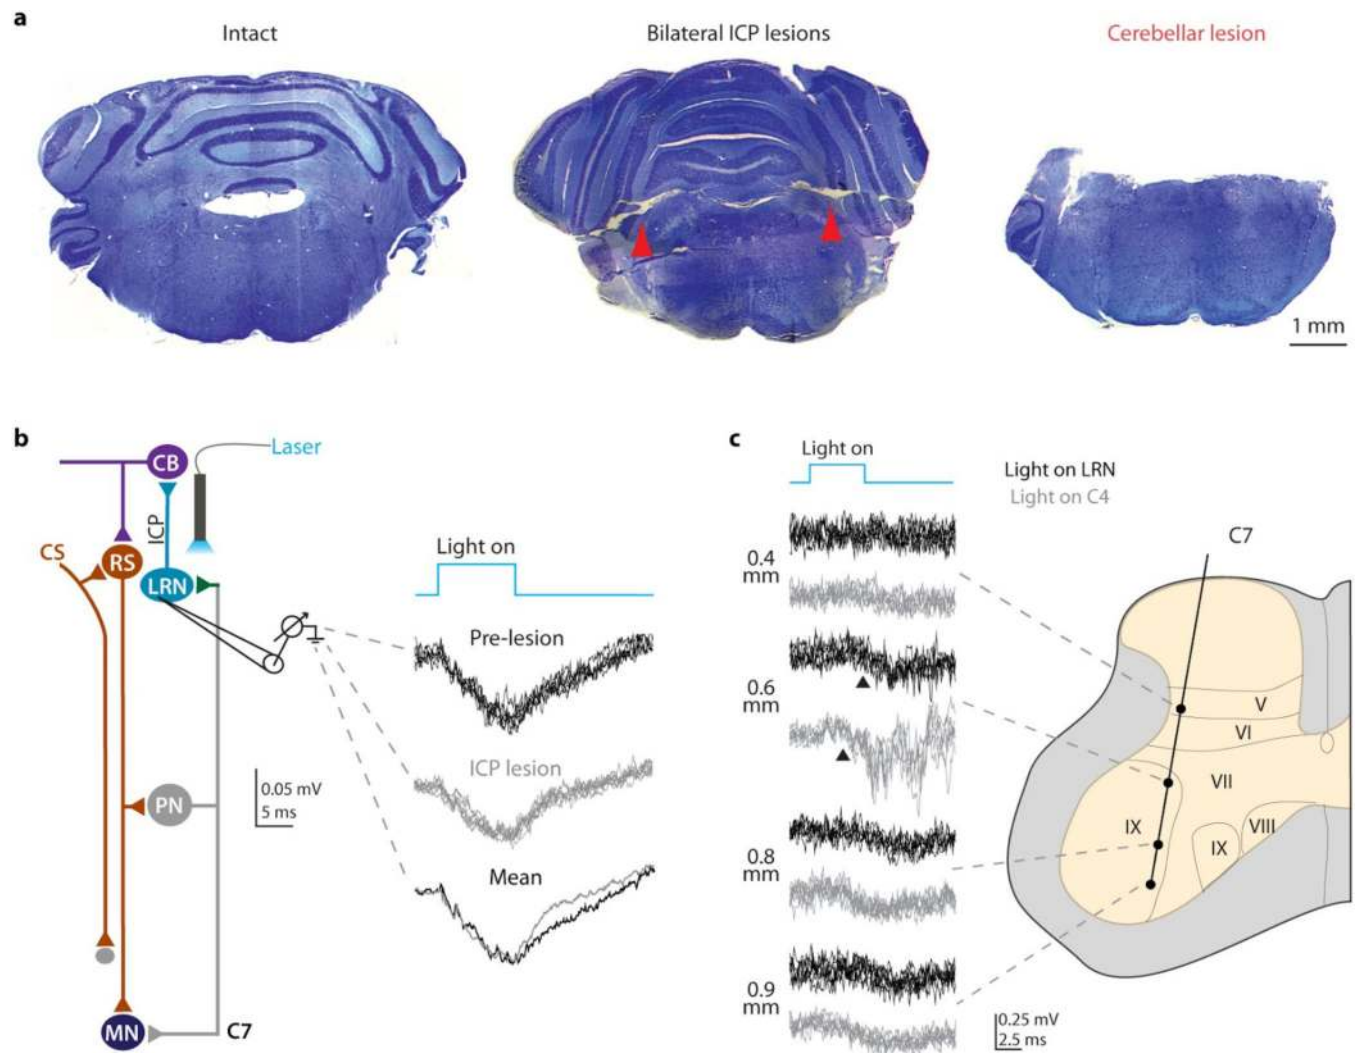 a
Intact
Bilateral ICP lesions
Cerebellar lesion
1 mm
b
CB
Laser
ICP
CS
RS
LRN
PN
MN
C7
0.05 mV
5 ms
Light on
Pre-lesion
ICP lesion
Mean
c
Light on
Light on LRN
Light on C4
0.4
mm
0.6
mm
0.8
mm
0.9
mm
0.25 mV
2.5 ms
C7
V
VI
VII
IX
IX
VIII